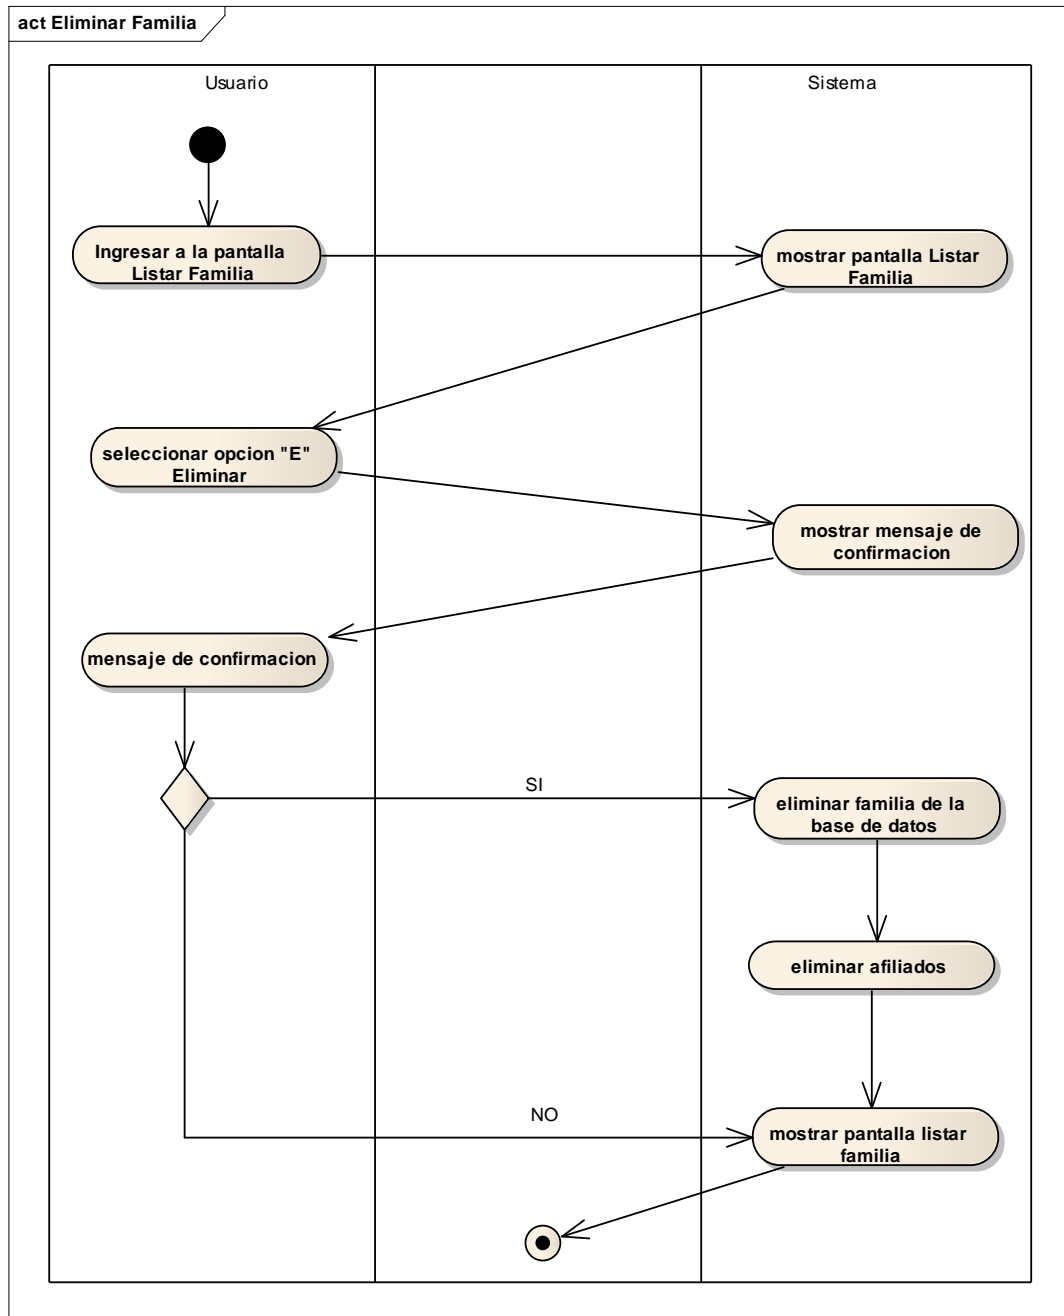 act Eliminar Familia
Usuario
Sistema
Ingresar a la pantalla
Listar Familia
mostrar pantalla Listar
Familia
seleccionar opcion "E"
Eliminar
mostrar mensaje de
confirmacion
mensaje de confirmacion
SI
eliminar familia de la
base de datos
eliminar afiliados
NO
mostrar pantalla listar
familia